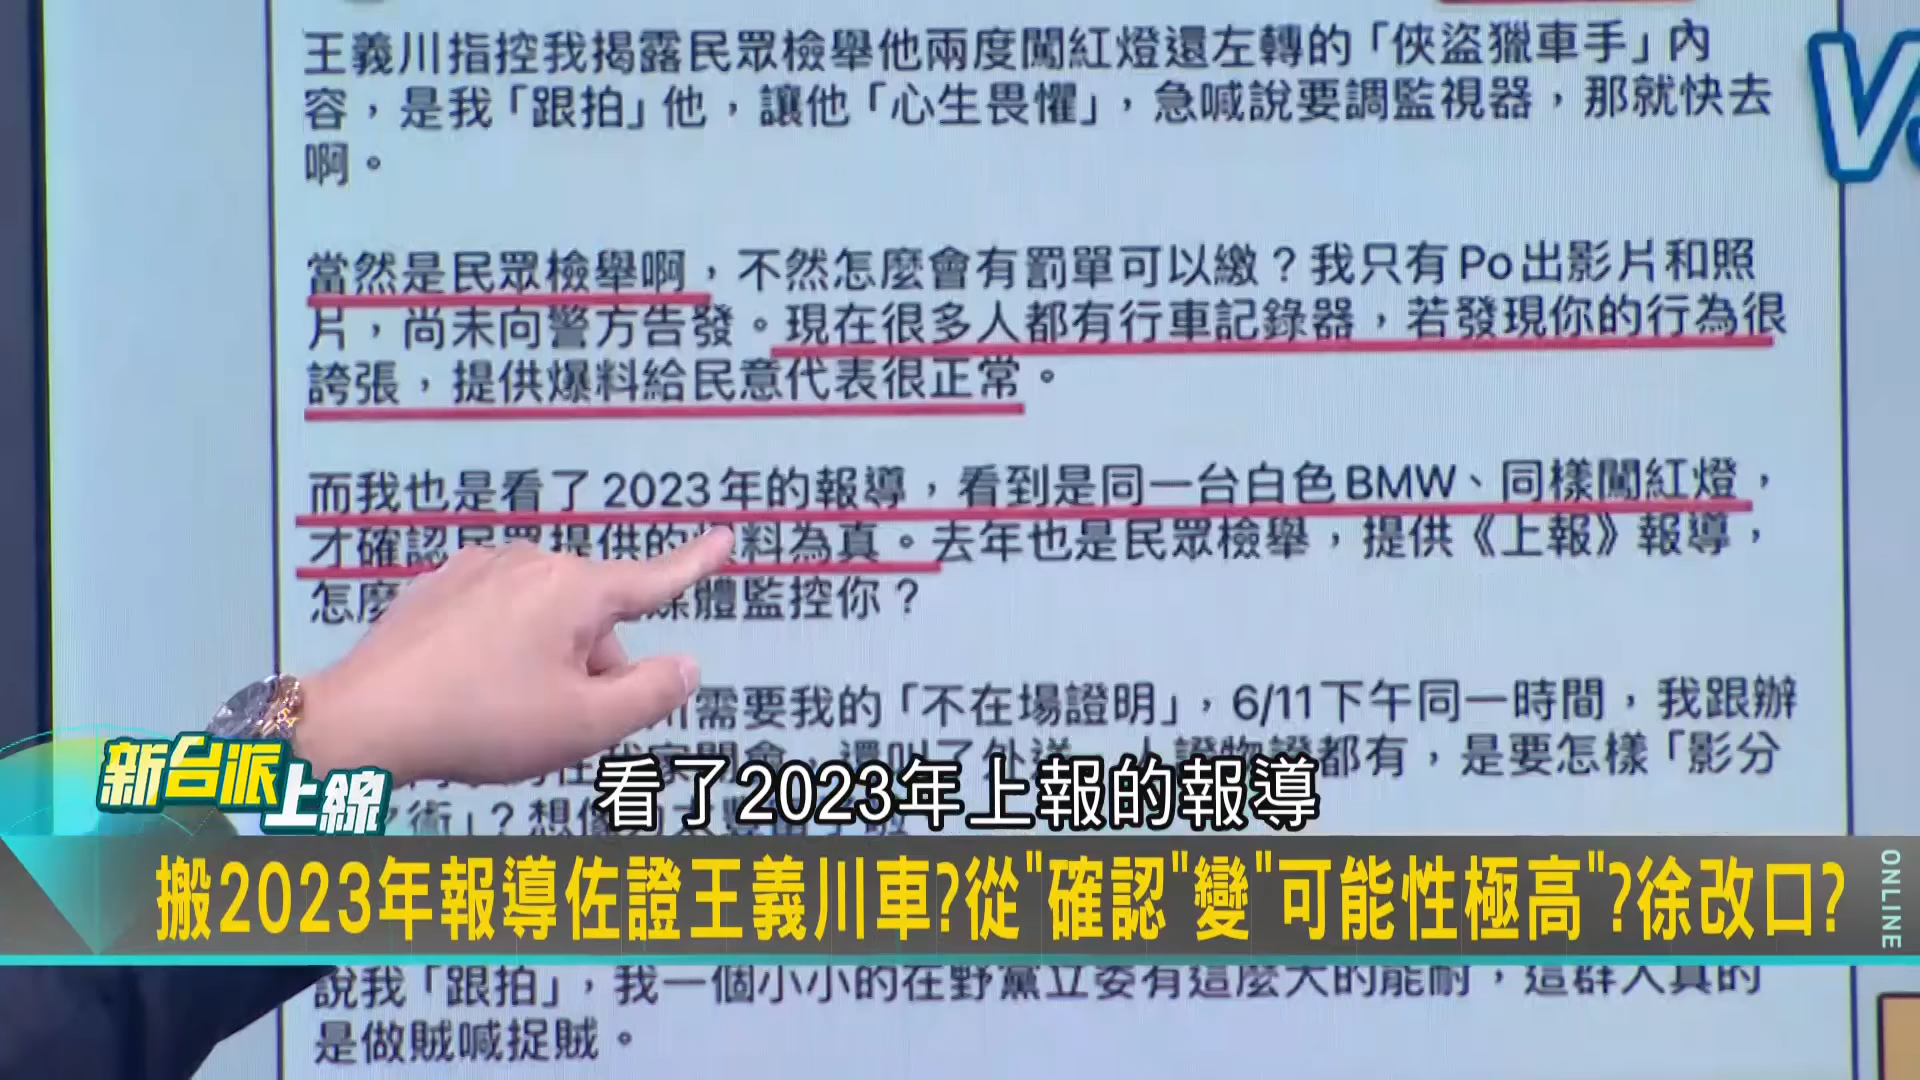 王義川指控我揭露民眾檢舉他兩度闖紅燈還左轉的「俠盜獵車手」內
容，是我「跟拍」他，讓他「心生畏懼」，急喊說要調監視器，那就快去
啊。
當然是民眾檢舉啊，不然怎麼會有罰單可以繳？我只有Po出影片和照
片，尚未向警方告發。現在很多人都有行車記錄器，若發現你的行為很
誇張，提供爆料給民意代表很正常。
而我也是看了2023年的報導，看到是同一台白色BMW、同樣闖紅燈，
才確認民眾提供的爆料為真。去年也是民眾檢舉，提供《上報》報導，
怎麼 媒體監控你？
需要我的「不在場證明」，6/11下午同一時間，我跟辦
還叫了外送，人證物證都有，是要怎樣「影分
術」？想像
看了2023年上報的報導
新台派上線
搬2023年報導佐證王義川車?從"確認"變"可能性極高"?徐改口?
ONLINE
說我「跟拍」，我一個小小的在野黨立委有這麼大的能耐，這群人真的
是做賊喊捉賊。